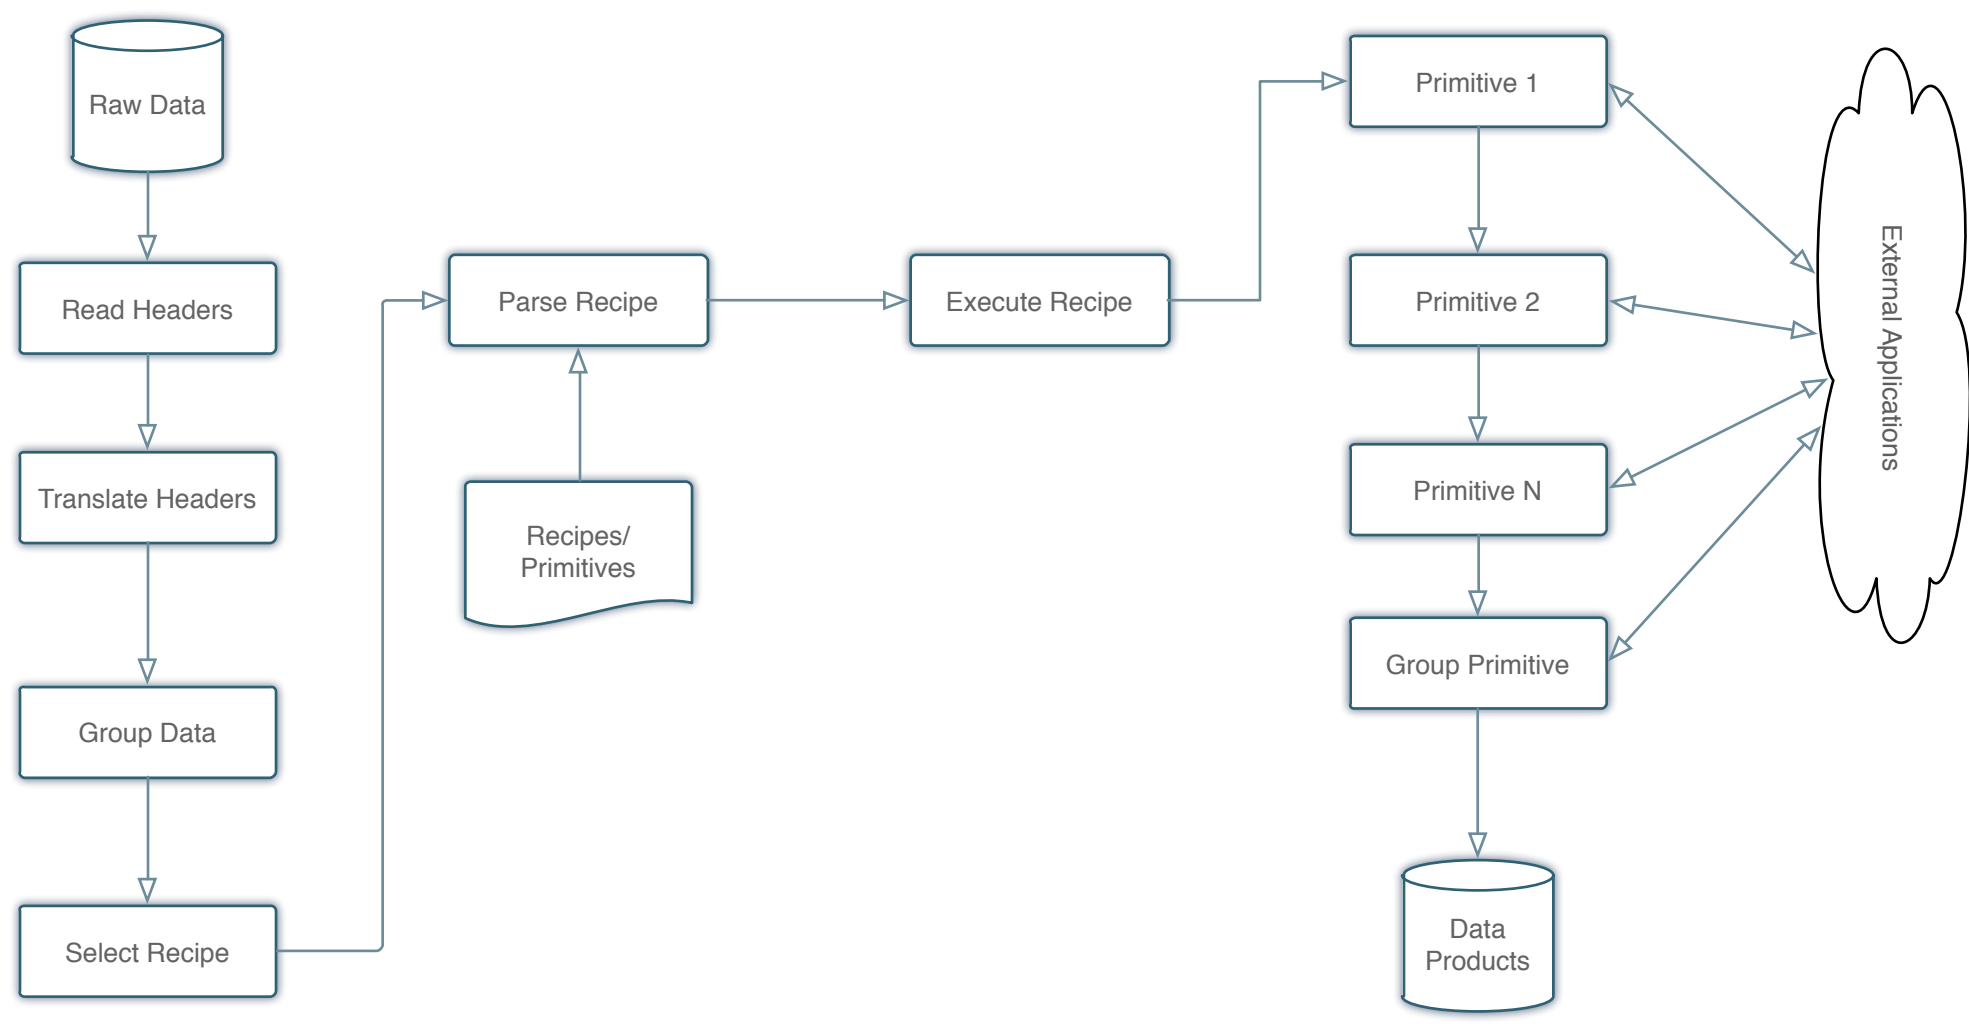 Raw Data
Read Headers
Translate Headers
Group Data
Select Recipe
Parse Recipe
Recipes/
Primitives
Execute Recipe
Primitive 1
Primitive 2
Primitive N
Group Primitive
Data
Products
External Applications